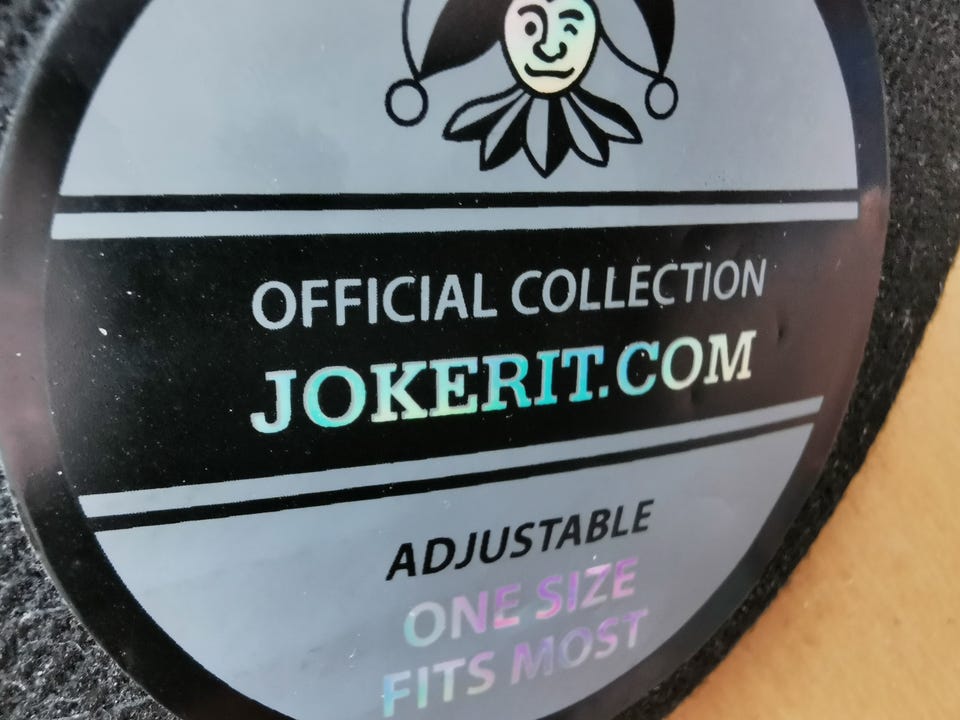 OFFICIAL COLLECTION
JOKERIT.COM
ADJUSTABLE
ONE SIZE
FITS MOST